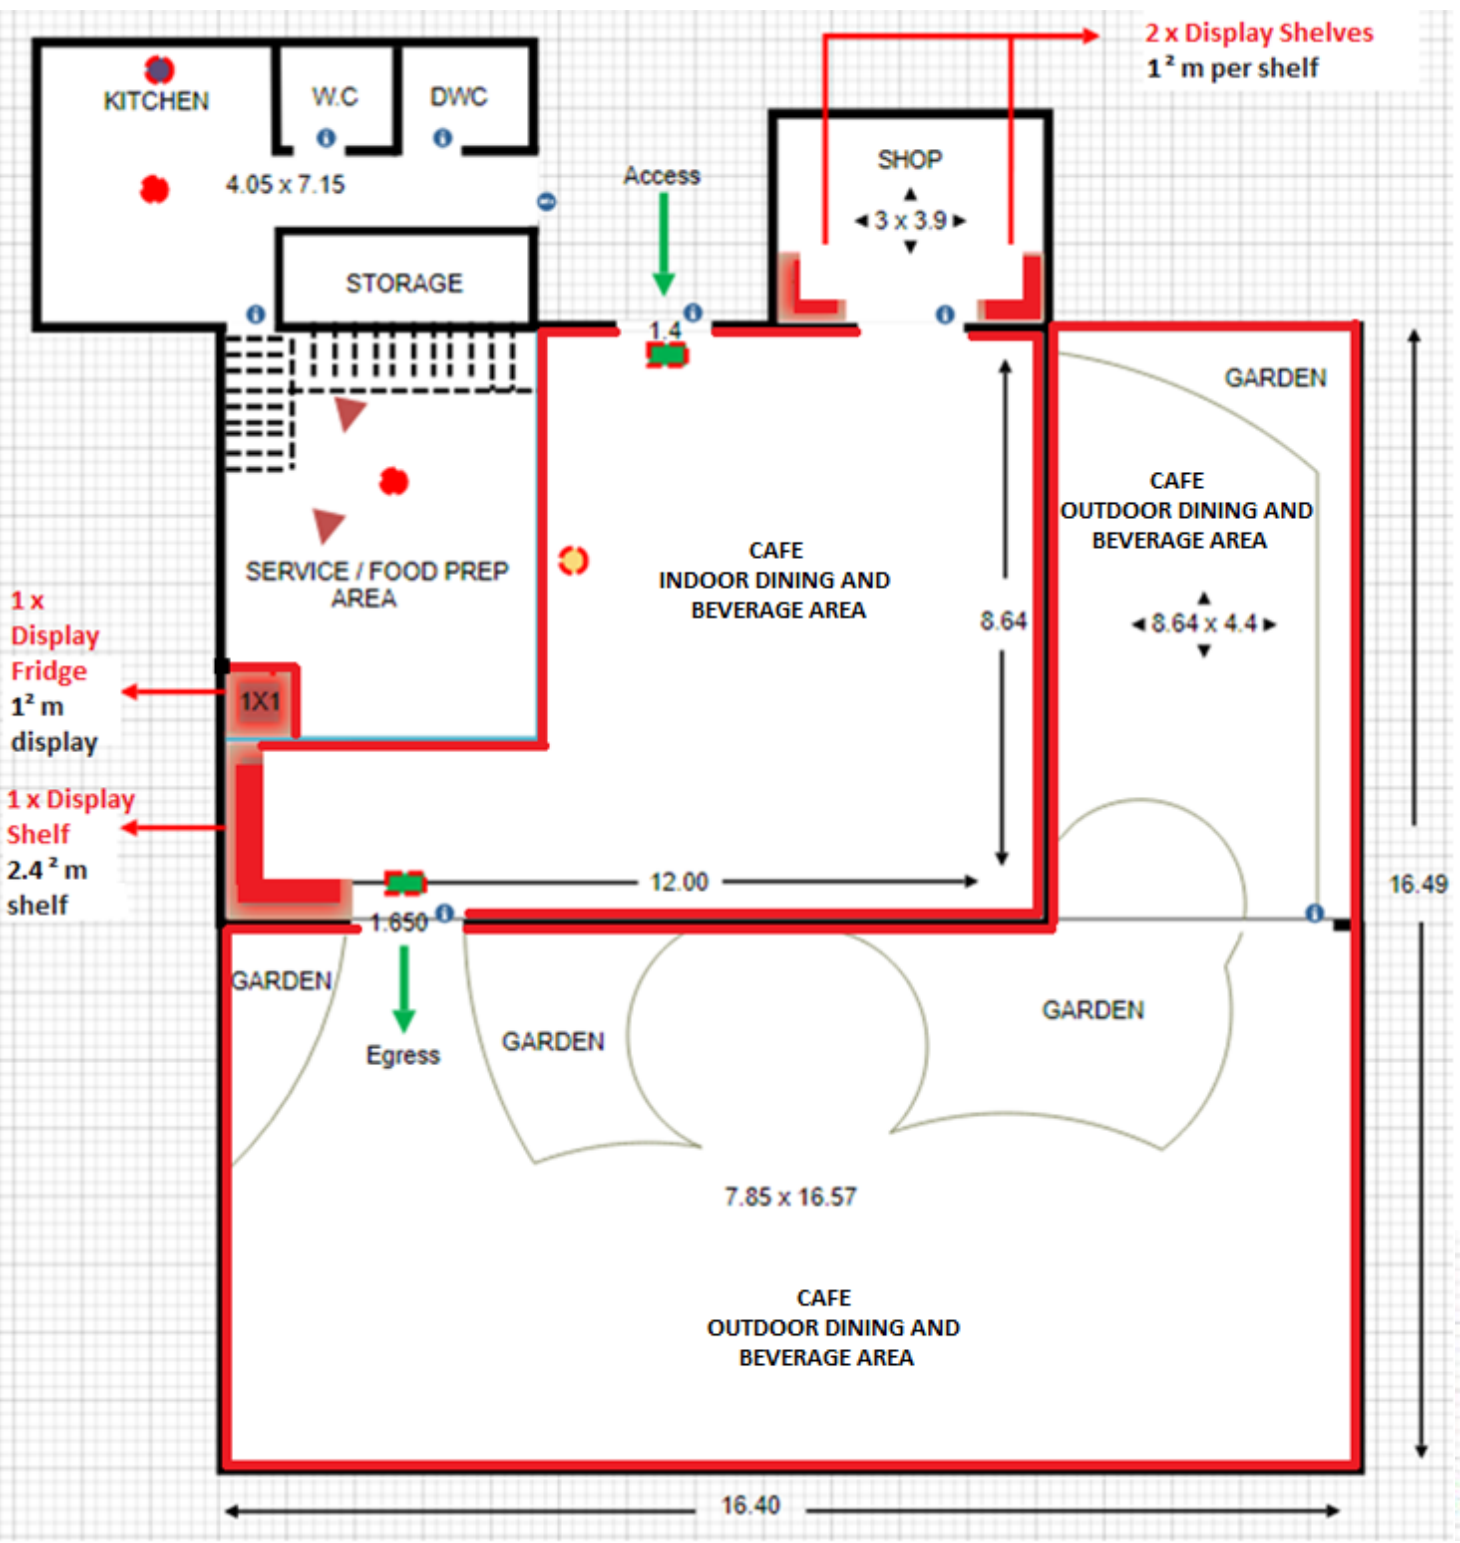 2 x Display Shelves
1² m per shelf
KITCHEN
W.C
DWC
4.05 x 7.15
STORAGE
Access
SHOP
3 x 3.9
1.4
GARDEN
CAFE
OUTDOOR DINING AND
BEVERAGE AREA
8.64 x 4.4
CAFE
INDOOR DINING AND
BEVERAGE AREA
8.64
SERVICE / FOOD PREP
AREA
1 x
Display
Fridge
1² m
display
1X1
1 x Display
Shelf
2.4 ² m
shelf
12.00
16.49
1.650
GARDEN
Egress
GARDEN
GARDEN
7.85 x 16.57
CAFE
OUTDOOR DINING AND
BEVERAGE AREA
16.40